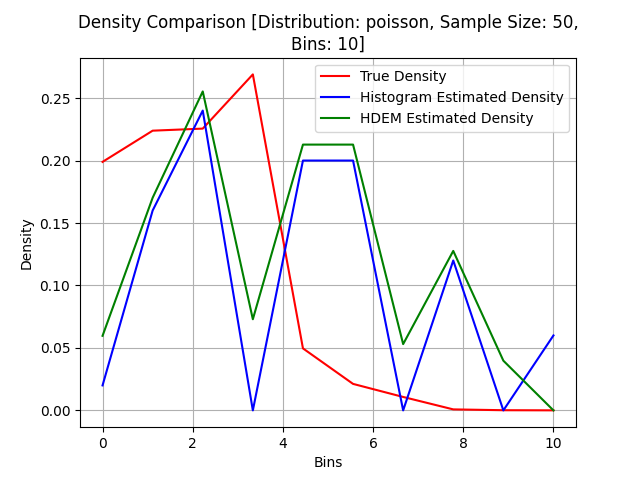 Density Comparison [Distribution: poisson, Sample Size: 50,
Bins: 10]
True Density
Histogram Estimated Density
HDEM Estimated Density
Density
0.25
0.20
0.15
0.10
0.05
0.00
0 2 4 6 8 10
Bins